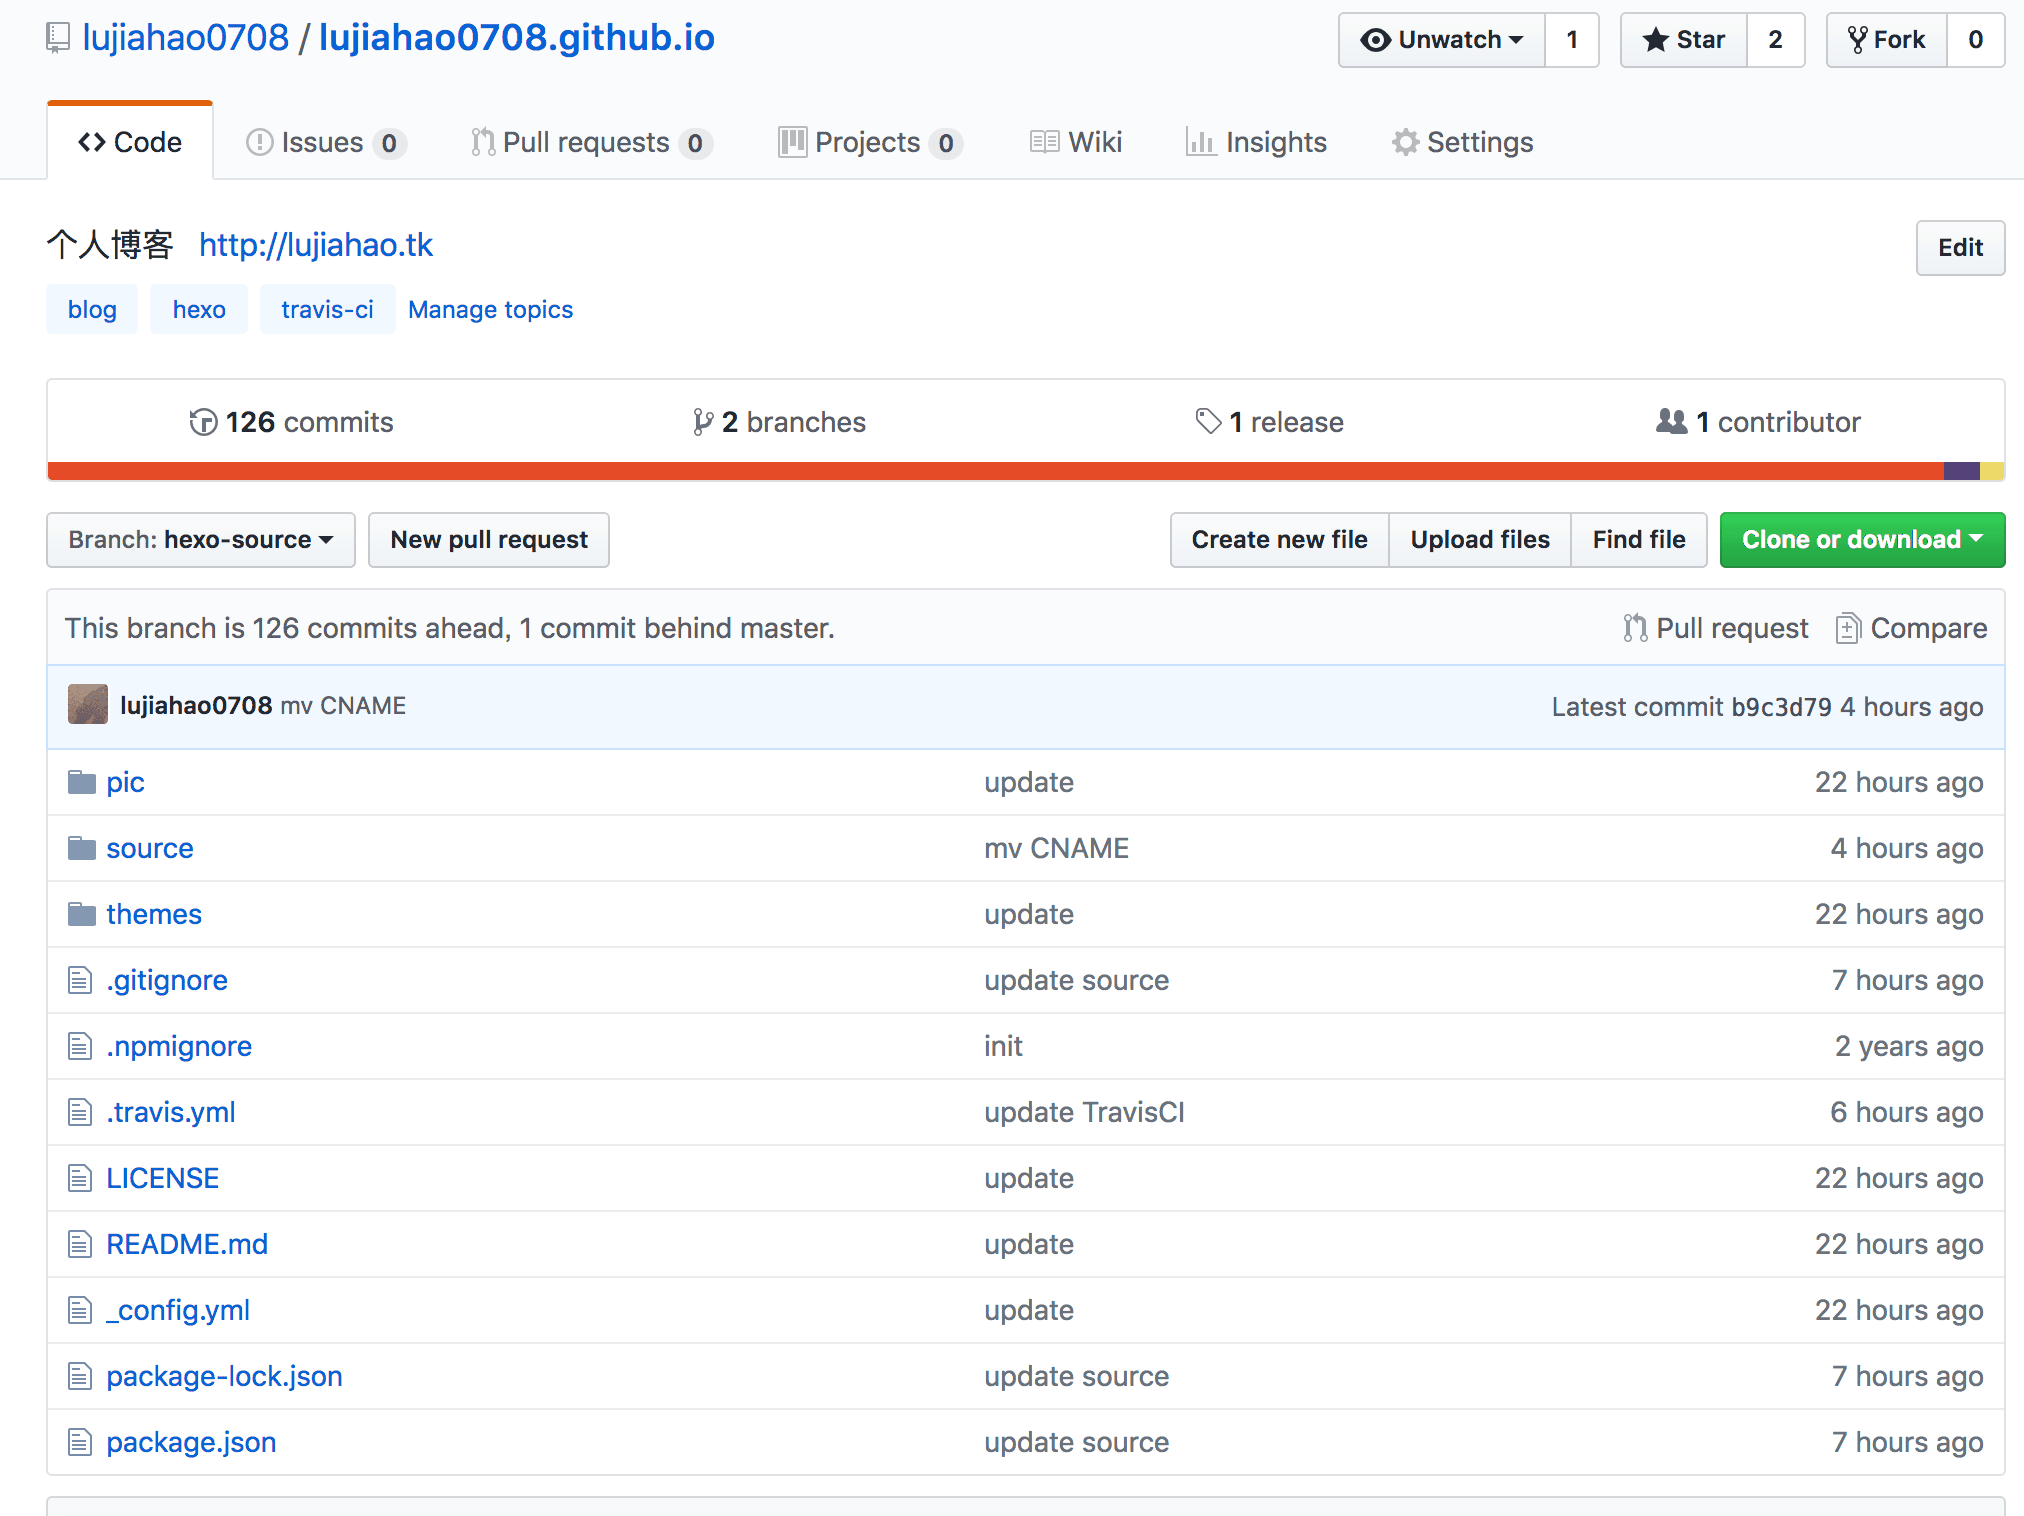 lujiahao0708 / lujiahao0708.github.io Unwatch 1 Star 2 Fork 0
Code Issues 0 Pull requests 0 Projects 0 Wiki Insights Settings
个人博客 http://lujiahao.tk Edit
blog hexo travis-ci Manage topics
126 commits 2 branches 1 release 1 contributor
Branch: hexo-source New pull request Create new file Upload files Find file Clone or download
This branch is 126 commits ahead, 1 commit behind master. Pull request Compare
lujiahao0708 mv CNAME Latest commit b9c3d79 4 hours ago
pic update 22 hours ago
source mv CNAME 4 hours ago
themes update 22 hours ago
.gitignore update source 7 hours ago
.npmignore init 2 years ago
.travis.yml update TravisCI 6 hours ago
LICENSE update 22 hours ago
README.md update 22 hours ago
_config.yml update 22 hours ago
package-lock.json update source 7 hours ago
package.json update source 7 hours ago